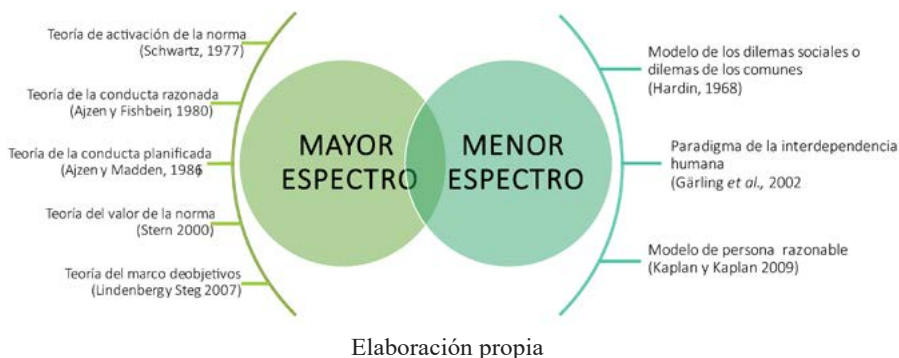 Teoría de activación de la norma
(Schwartz, 1977)
Teoría de la conducta razonada
(Ajzen y Fishbein, 1980)
Teoría de la conducta planificada
(Ajzen y Madden, 1986)
Teoría del valor de la norma
(Stern 2000)
Teoría del marco deobjetivos
(Lindenberg y Steg 2007)
MAYOR
ESPECTRO
MENOR
ESPECTRO
Modelo de los dilemas sociales o
dilemas de los comunes
(Hardin, 1968)
Paradigma de la interdependencia
humana
(Gärling et al., 2002
Modelo de persona razonable
(Kaplan y Kaplan 2009)
Elaboración propia